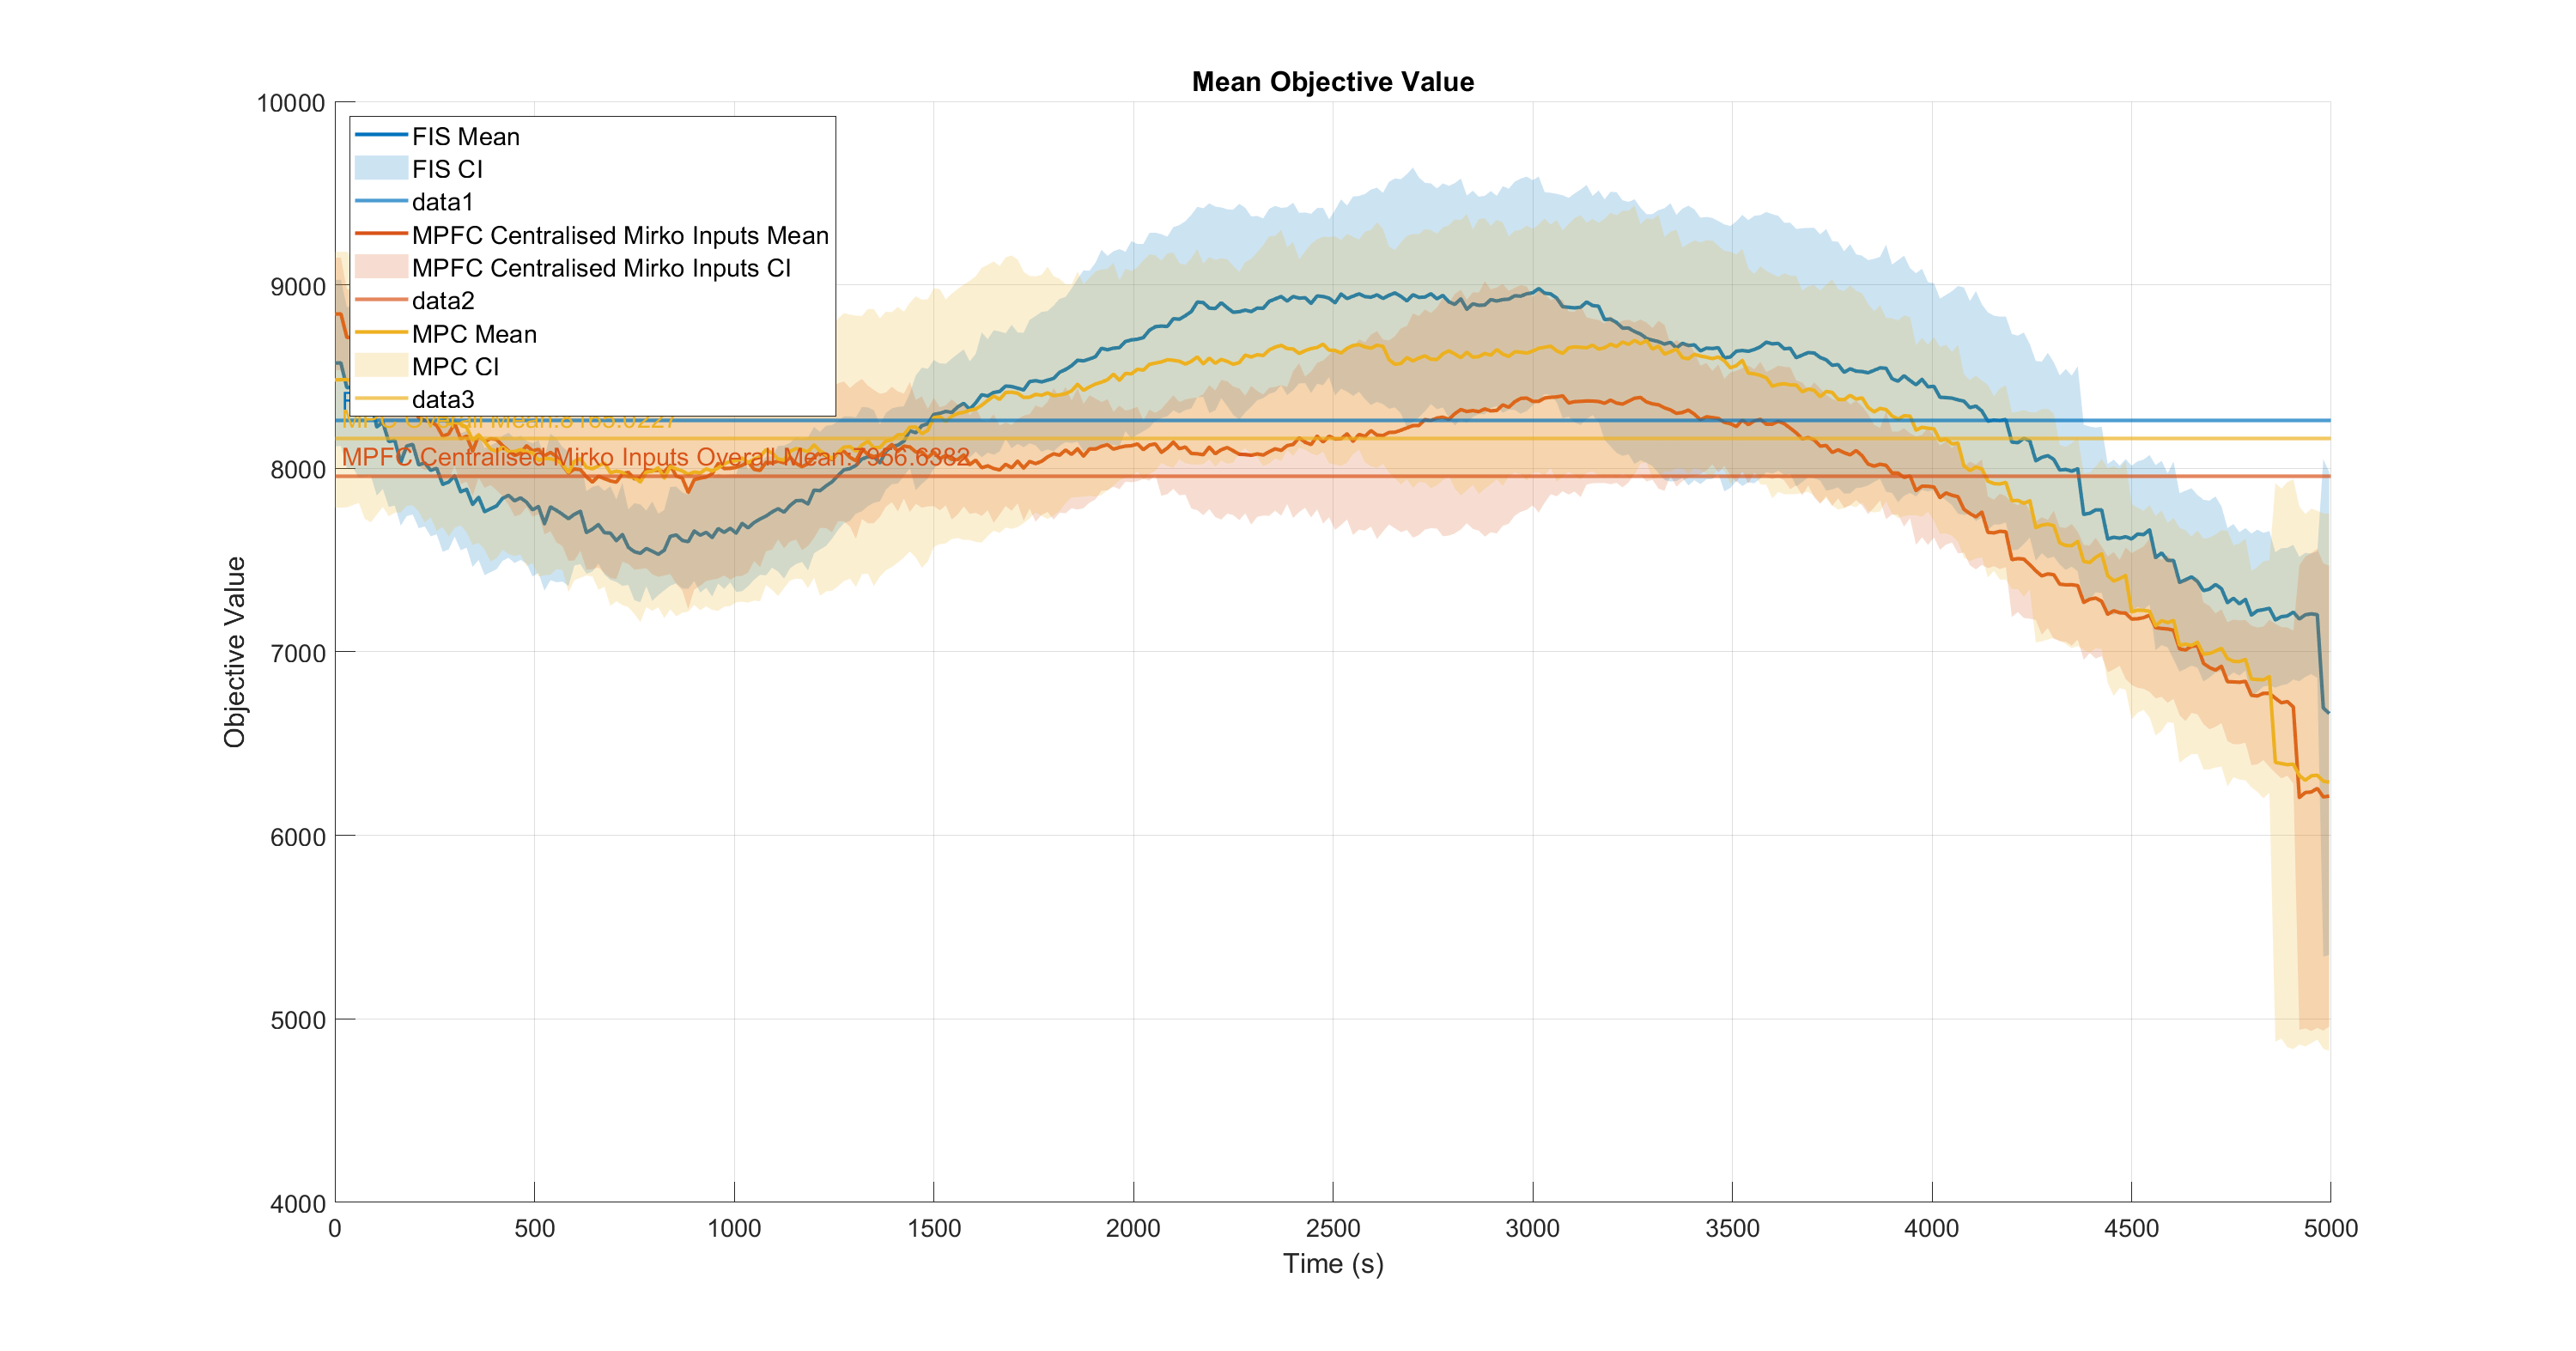 Mean Objective Value
10000
9000
8000
7000
6000
5000
4000
Objective Value
FIS Mean
FIS CI
data1
MPFC Centralised Mirko Inputs Mean
MPFC Centralised Mirko Inputs CI
data2
MPC Mean
MPC CI
data3
MPC Overall Mean:8163.0227
MPFC Centralised Mirko Inputs Overall Mean:7956.6382
0 500 1000 1500 2000 2500 3000 3500 4000 4500 5000
Time (s)